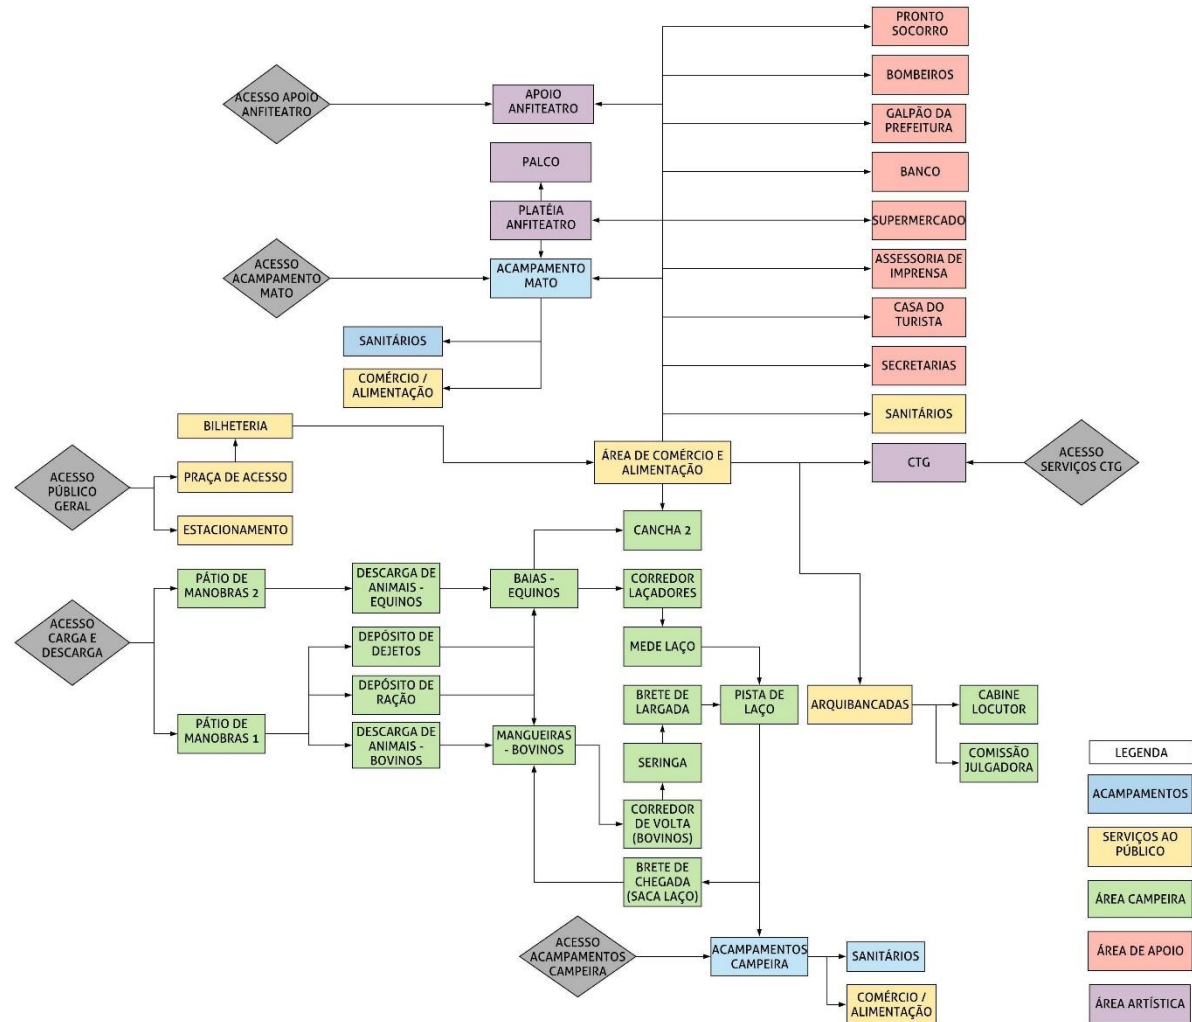 PRONTO
SOCORRO
BOMBEIROS
ACESSO APOIO
ANFITEATRO
APOIO
ANFITEATRO
GALPÃO DA
PREFEITURA
PALCO
BANCO
PLATÉIA
ANFITEATRO
SUPERMERCADO
ACESSO
ACAMPAMENTO
MATO
ACAMPAMENTO
MATO
ASSESSORIA DE
IMPRENSA
CASA DO
TURISTA
SANITÁRIOS
SECRETARIAS
COMÉRCIO /
ALIMENTAÇÃO
SANITÁRIOS
BILHETERIA
ÁREA DE COMÉRCIO E
ALIMENTAÇÃO
CTG
ACESSO
SERVIÇOS CTG
ACESSO
PÚBLICO
GERAL
PRAÇA DE ACESSO
ESTACIONAMENTO
CANCHA 2
PÁTIO DE
MANOBRAS 2
DESCARGA DE
ANIMAIS -
EQUINOS
BAIAS -
EQUINOS
CORREDOR
LAÇADORES
ACESSO
CARGA E
DESCARGA
DEPÓSITO DE
DEJETOS
MEDE LAÇO
DEPÓSITO DE
RAÇÃO
BRETE DE
LARGADA
PISTA DE
LAÇO
ARQUIBANCADAS
CABINE
LOCUTOR
PÁTIO DE
MANOBRAS 1
DESCARGA DE
ANIMAIS -
BOVINOS
MANGUEIRAS
- BOVINOS
SERINGA
COMISSÃO
JULGADORA
CORREDOR
DE VOLTA
(BOVINOS)
BRETE DE
CHEGADA
(SACA LAÇO)
ACESSO
ACAMPAMENTOS
CAMPEIRA
ACAMPAMENTOS
CAMPEIRA
SANITÁRIOS
COMÉRCIO /
ALIMENTAÇÃO
LEGENDA
ACAMPAMENTOS
SERVIÇOS AO
PÚBLICO
ÁREA CAMPEIRA
ÁREA DE APOIO
ÁREA ARTÍSTICA